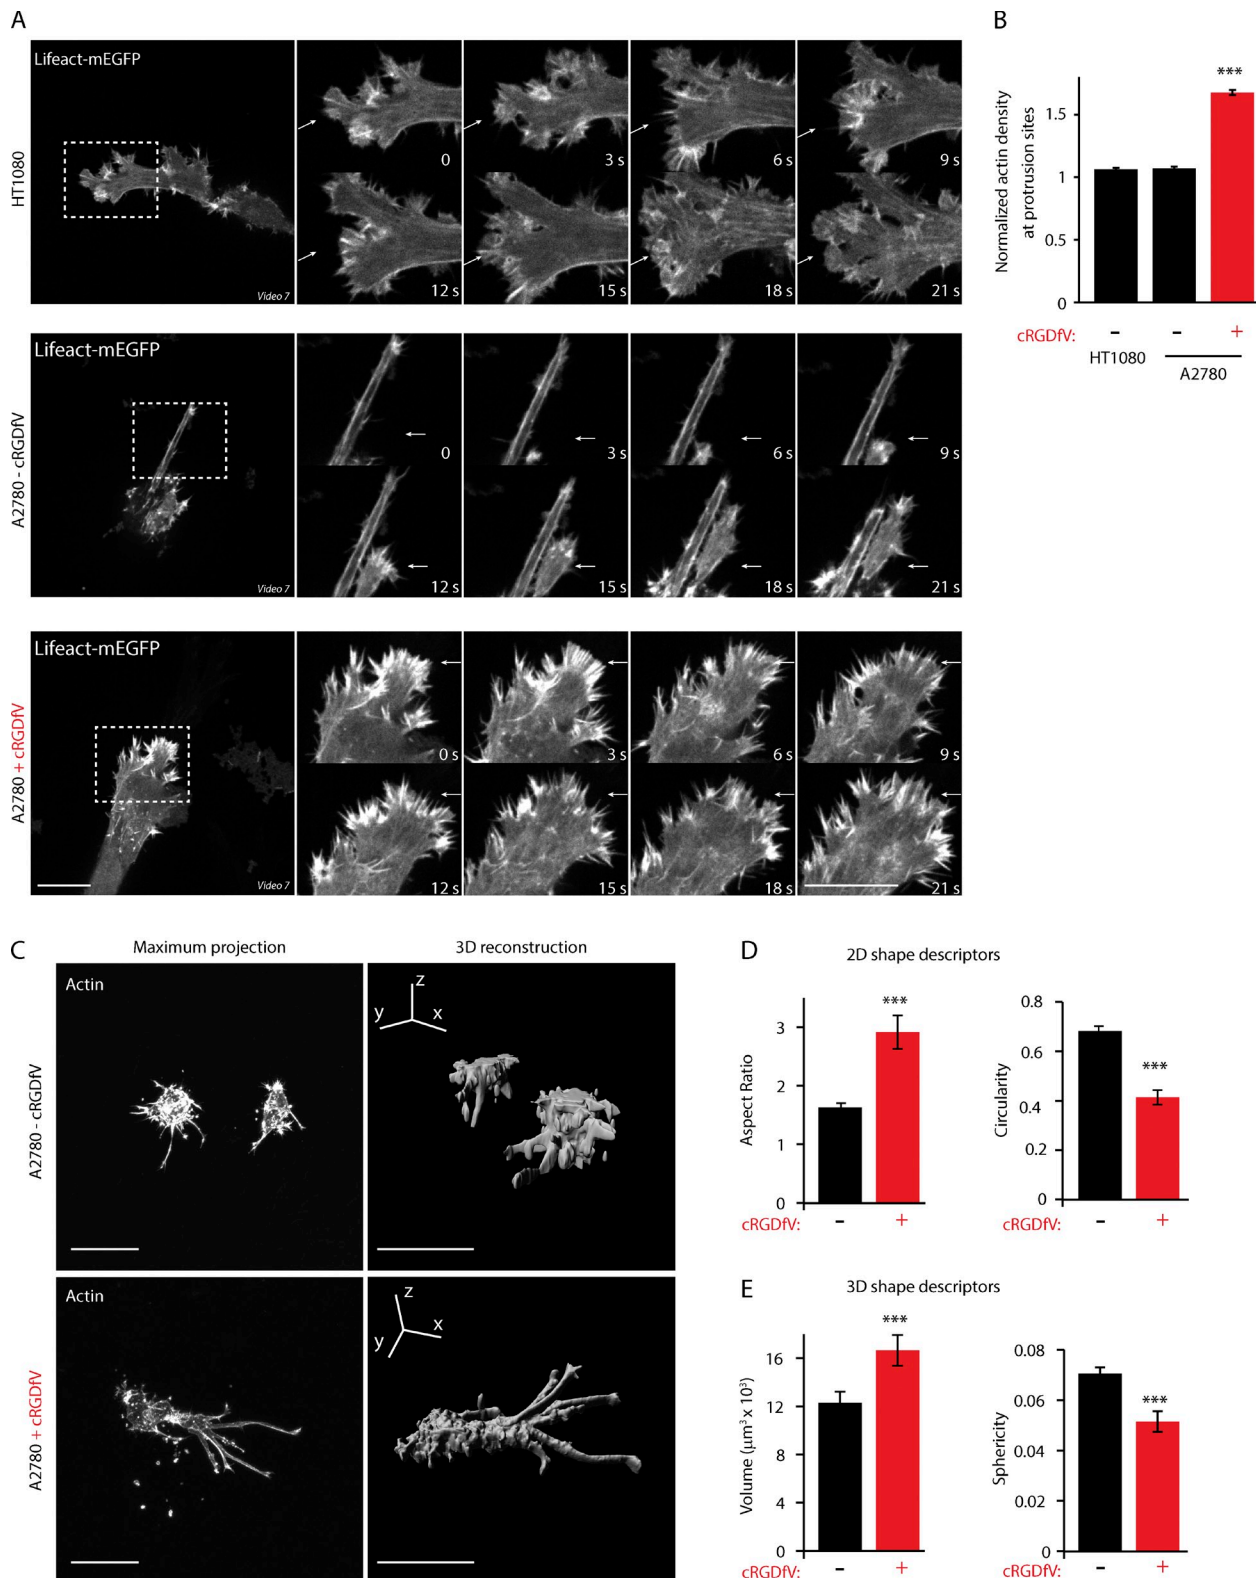 A
Lifeact-mEGFP
HT1080
0
3 s
6 s
9 s
12 s
15 s
18 s
21 s
Video 7
Lifeact-mEGFP
A2780 - cRGDfV
0
3 s
6 s
9 s
12 s
15 s
18 s
21 s
Video 7
Lifeact-mEGFP
A2780 + cRGDfV
0 s
3 s
6 s
9 s
12 s
15 s
18 s
21 s
Video 7
B
Normalized actin density
at protrusion sites
***
1.5
1
0.5
0
cRGDfV: – – +
HT1080
A2780
C
Maximum projection
3D reconstruction
A2780 - cRGDfV
Actin
z
y
x
A2780 + cRGDfV
Actin
z
y
x
D
2D shape descriptors
Aspect Ratio
***
3
2
1
0
cRGDfV: – +
Circularity
0.8
0.6
0.4
0.2
0
***
cRGDfV: – +
E
3D shape descriptors
Volume (µm³ x 10³)
***
16
12
8
4
0
cRGDfV: – +
Sphericity
0.08
0.06
0.04
0.02
0
***
cRGDfV: – +